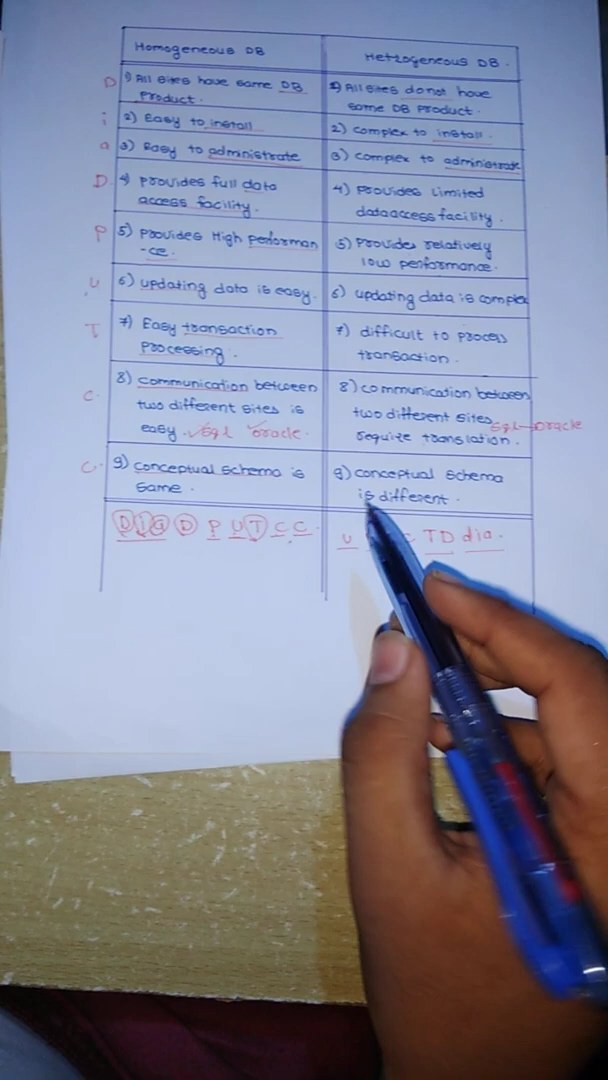 Homogeneous DB
Hetrogeneous DB.
D 1) All sites have same DB
product.
1) All sites donot have
same DB product.
i 2) Easy to install
2) complex to install.
a 3) Easy to administrate
3) complex to administrate
D. 4) provides full data
access facility.
4) provides Limited
dataaccess facility.
P 5) provides High performan
-ce.
5) provides relatively
low performance.
U 6) updating data is easy.
6) updating data is complex
T 7) Easy transaction
processing.
7) difficult to process
transaction.
C. 8) communication between
two different sites is
easy. sql oracle.
8) communication between
two different sites sql oracle
require translation.
C. 9) conceptual schema is
same.
9) conceptual schema
is different.
D i a D P U T C C.
U C TD dia.